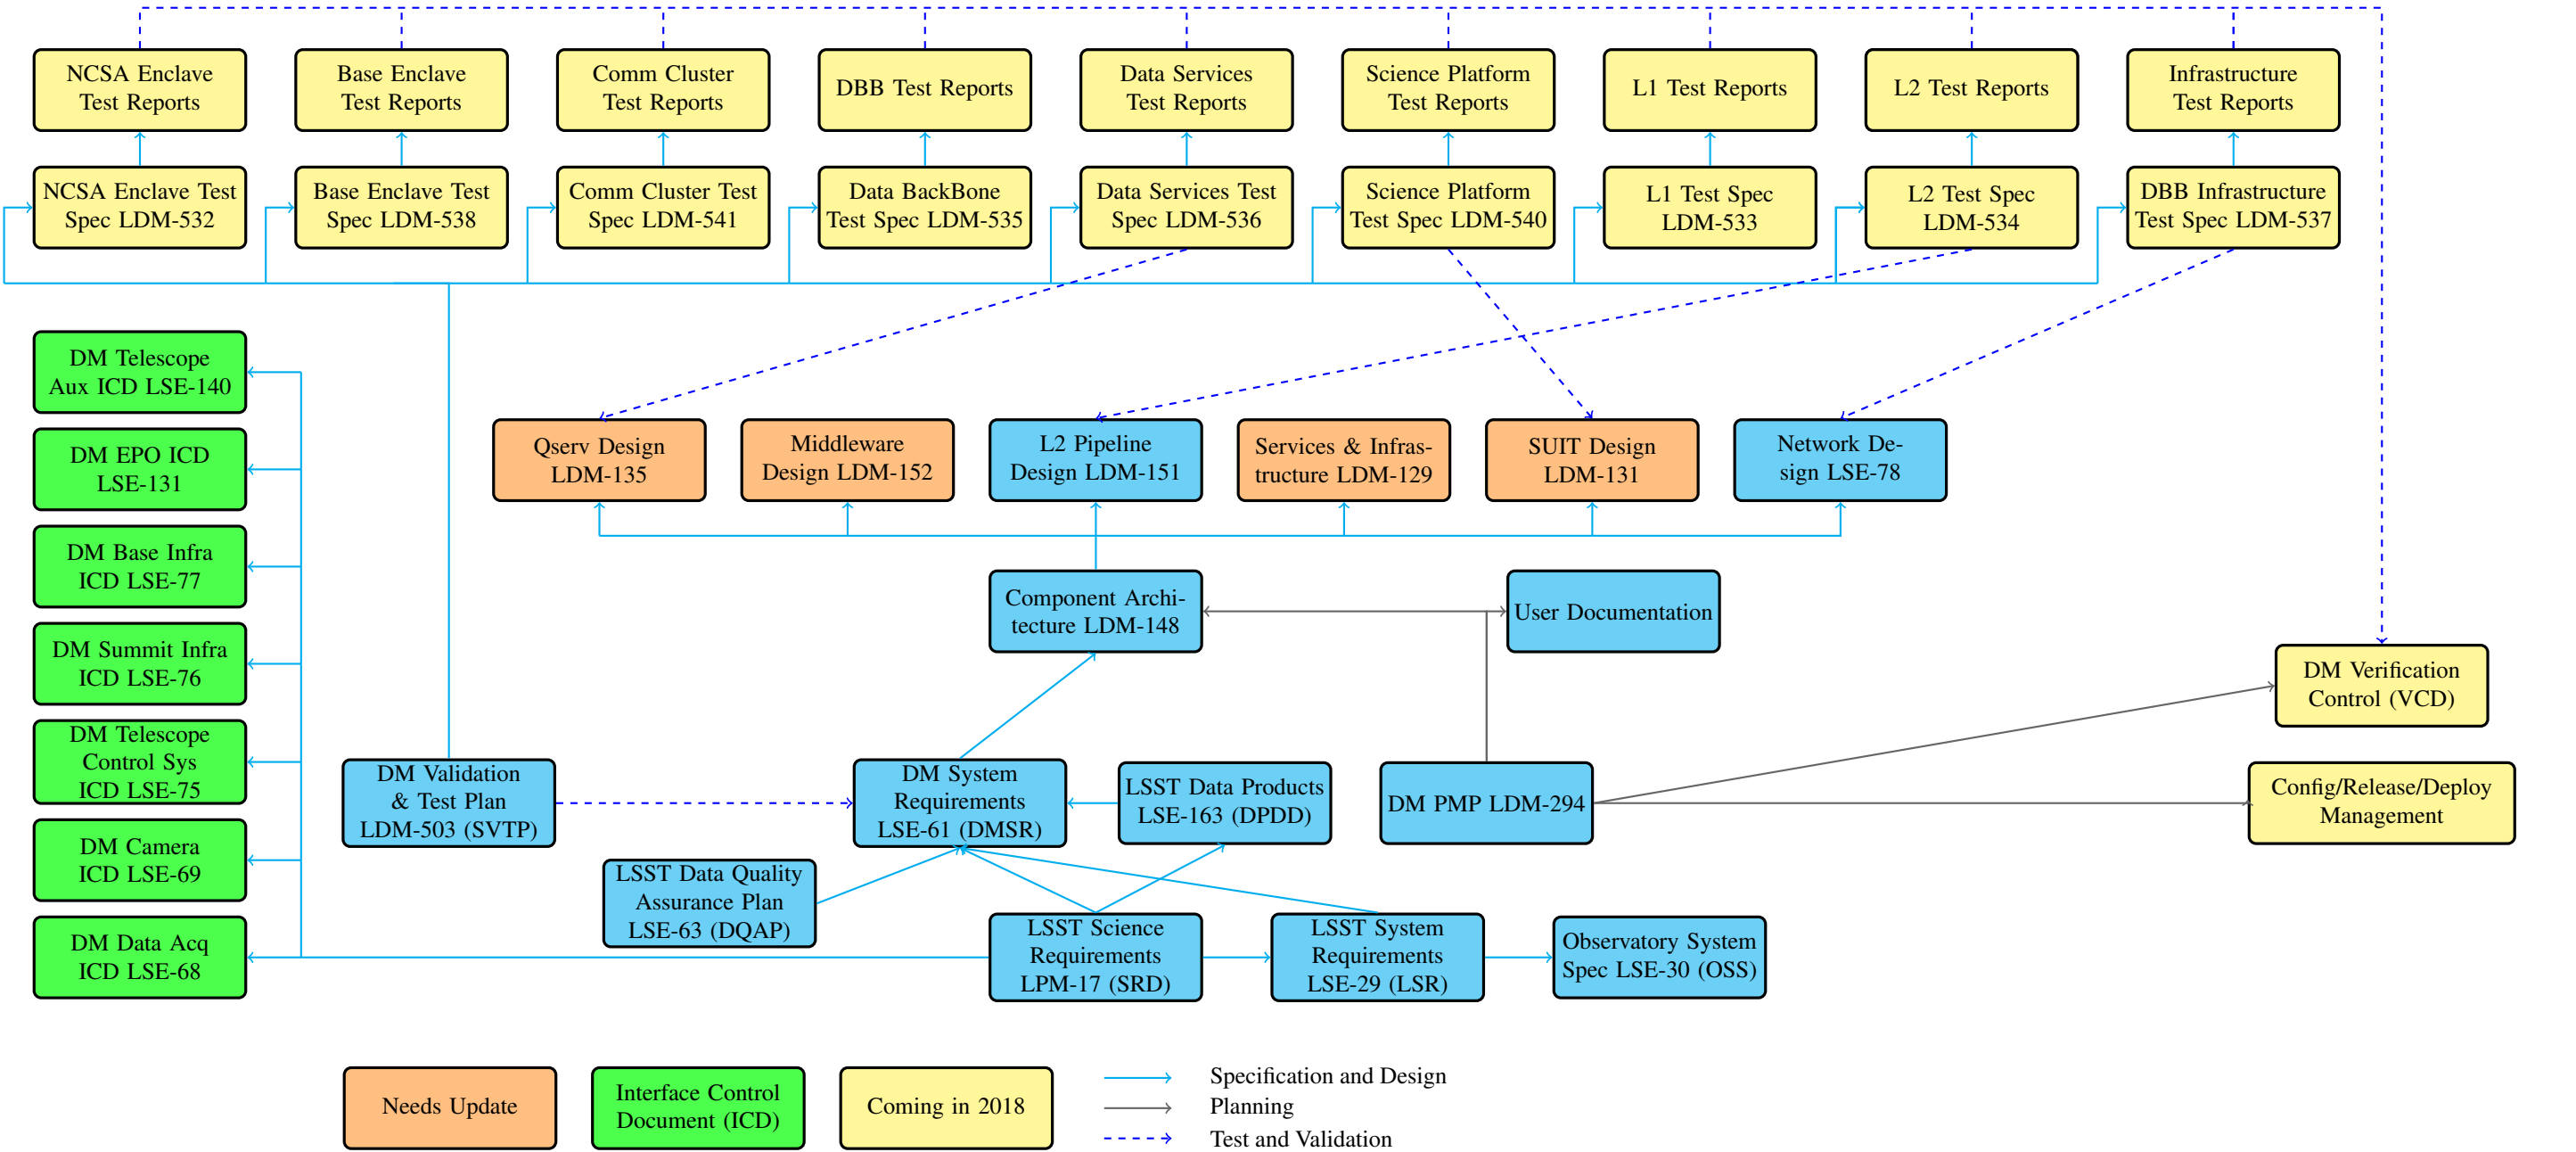 NCSA Enclave
Test Reports
Base Enclave
Test Reports
Comm Cluster
Test Reports
DBB Test Reports
Data Services
Test Reports
Science Platform
Test Reports
L1 Test Reports
L2 Test Reports
Infrastructure
Test Reports
NCSA Enclave Test
Spec LDM-532
Base Enclave Test
Spec LDM-538
Comm Cluster Test
Spec LDM-541
Data BackBone
Test Spec LDM-535
Data Services Test
Spec LDM-536
Science Platform
Test Spec LDM-540
L1 Test Spec
LDM-533
L2 Test Spec
LDM-534
DBB Infrastructure
Test Spec LDM-537
DM Telescope
Aux ICD LSE-140
DM EPO ICD
LSE-131
DM Base Infra
ICD LSE-77
DM Summit Infra
ICD LSE-76
DM Telescope
Control Sys
ICD LSE-75
DM Camera
ICD LSE-69
DM Data Acq
ICD LSE-68
Qserv Design
LDM-135
Middleware
Design LDM-152
L2 Pipeline
Design LDM-151
Services & Infras-
tructure LDM-129
SUIT Design
LDM-131
Network De-
sign LSE-78
Component Archi-
tecture LDM-148
User Documentation
DM Verification
Control (VCD)
DM Validation
& Test Plan
LDM-503 (SVTP)
DM System
Requirements
LSE-61 (DMSR)
LSST Data Products
LSE-163 (DPDD)
DM PMP LDM-294
Config/Release/Deploy
Management
LSST Data Quality
Assurance Plan
LSE-63 (DQAP)
LSST Science
Requirements
LPM-17 (SRD)
LSST System
Requirements
LSE-29 (LSR)
Observatory System
Spec LSE-30 (OSS)
Needs Update
Interface Control
Document (ICD)
Coming in 2018
Specification and Design
Planning
Test and Validation